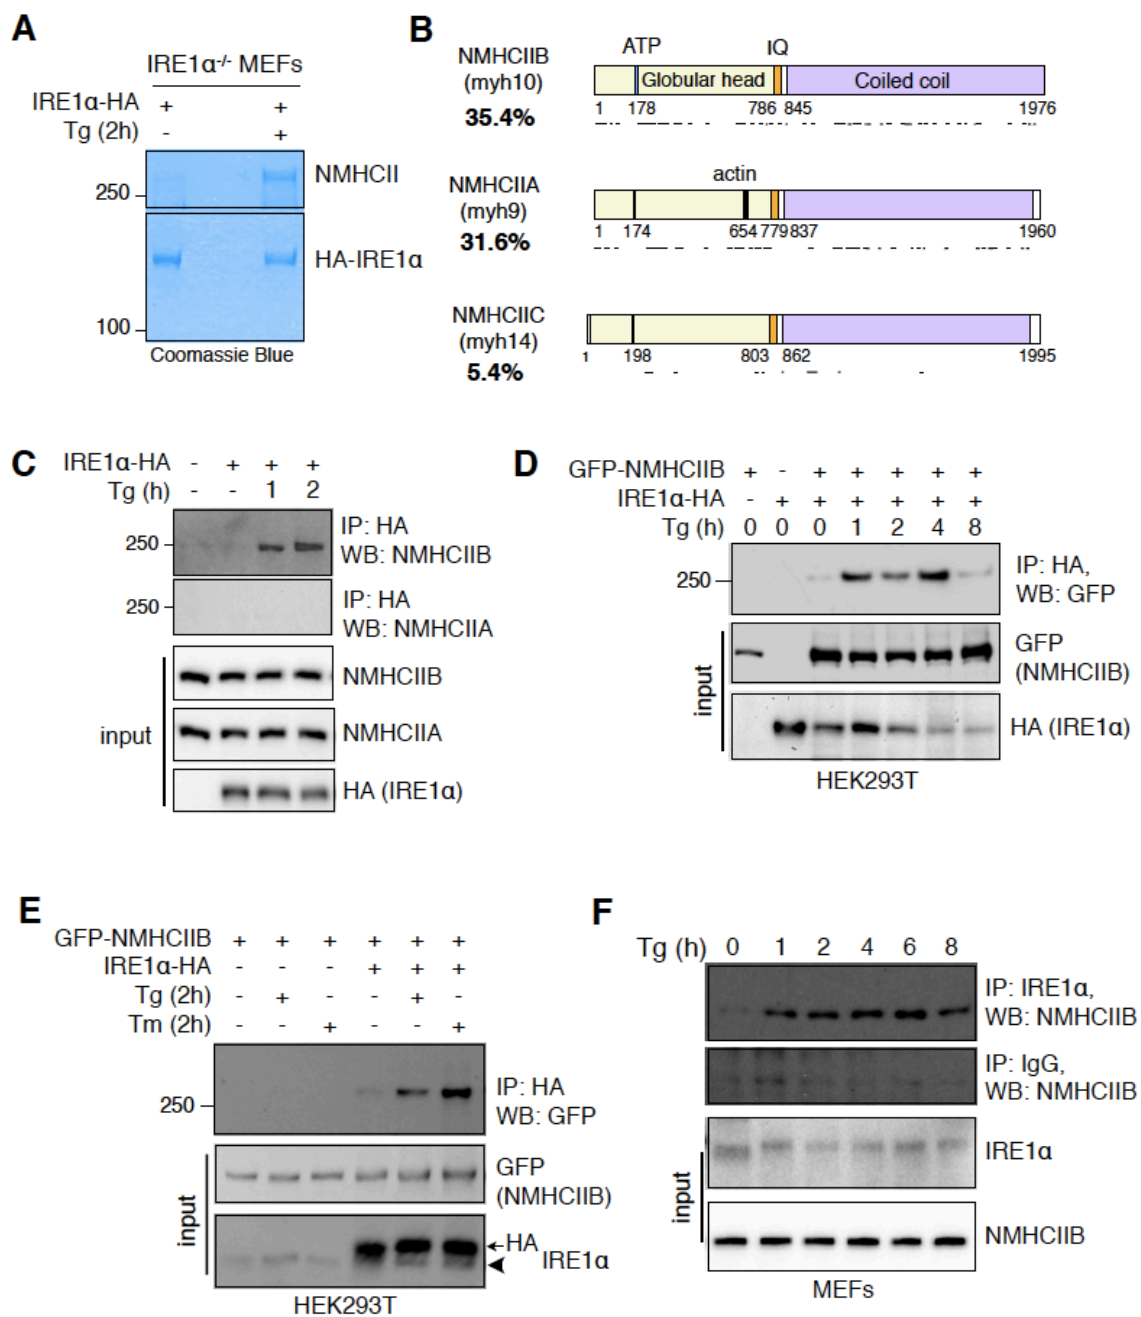 A
IRE1α-/- MEFs
IRE1α-HA + +
Tg (2h) - +
NMHCII
250
HA-IRE1α
100
Coomassie Blue
B
NMHCIIB
(myh10)
35.4%
ATP IQ
Globular head Coiled coil
1 178 786 845 1976
NMHCIIA
(myh9)
31.6%
actin
1 174 654 779 837 1960
NMHCIIC
(myh14)
5.4%
1 198 803 862 1995
C
IRE1α-HA - + + +
Tg (h) - - 1 2
250
IP: HA
WB: NMHCIIB
250
IP: HA
WB: NMHCIIA
input
NMHCIIB
NMHCIIA
HA (IRE1α)
D
GFP-NMHCIIB + - + + + + +
IRE1α-HA - + + + + + +
Tg (h) 0 0 0 1 2 4 8
250
IP: HA,
WB: GFP
input
GFP
(NMHCIIB)
HA (IRE1α)
HEK293T
E
GFP-NMHCIIB + + + + + +
IRE1α-HA - - - + + +
Tg (2h) - + - - + -
Tm (2h) - - + - - +
250
IP: HA
WB: GFP
input
GFP
(NMHCIIB)
HA
IRE1α
HEK293T
F
Tg (h) 0 1 2 4 6 8
IP: IRE1α,
WB: NMHCIIB
IP: IgG,
WB: NMHCIIB
input
IRE1α
NMHCIIB
MEFs